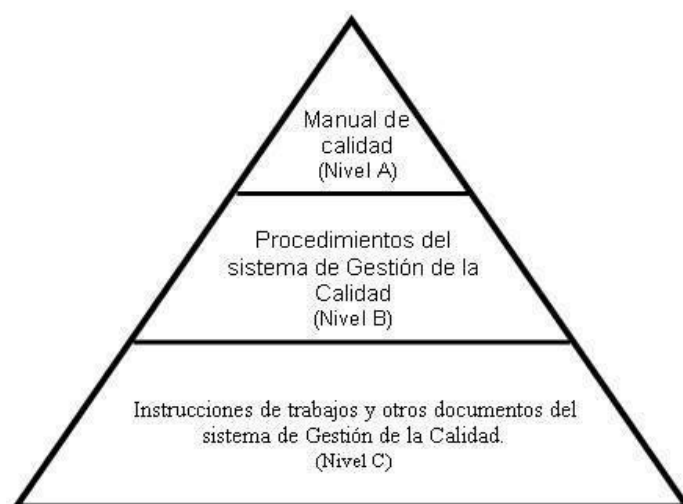 Manual de
calidad
(Nivel A)
Procedimientos del
sistema de Gestión de la
Calidad
(Nivel B)
Instrucciones de trabajos y otros documentos del
sistema de Gestión de la Calidad.
(Nivel C)